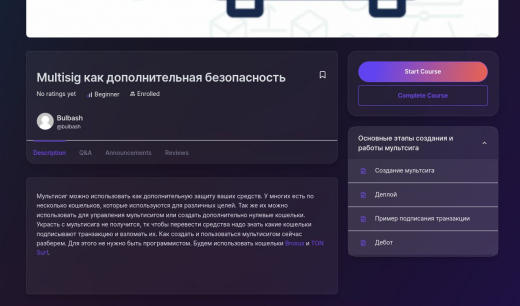 Multisig как дополнительная безопасность
No ratings yet
Beginner
Enrolled
Bulbash
@bulbash
Description
Q&A
Announcements
Reviews
Мультисиг можно использовать как дополнительную защиту ваших средств. У многих есть по
несколько кошельков, которые используются для различных целей. Так же их можно
использовать для управления мультисигом или создать дополнительно нулевые кошельки.
Украсть с мультисига не получится, тк чтобы перевести средства надо знать какие кошельки
подписывают транзакцию и взломать их. Как создать и пользоваться мультисигом сейчас
разберем. Для этого не нужно быть программистом. Будем использовать кошельки Broxus и TON
Surf.
Start Course
Complete Course
Основные этапы создания и
работы мультсига
Создание мультсига
Деплой
Пример подписания транзакции
Дебот